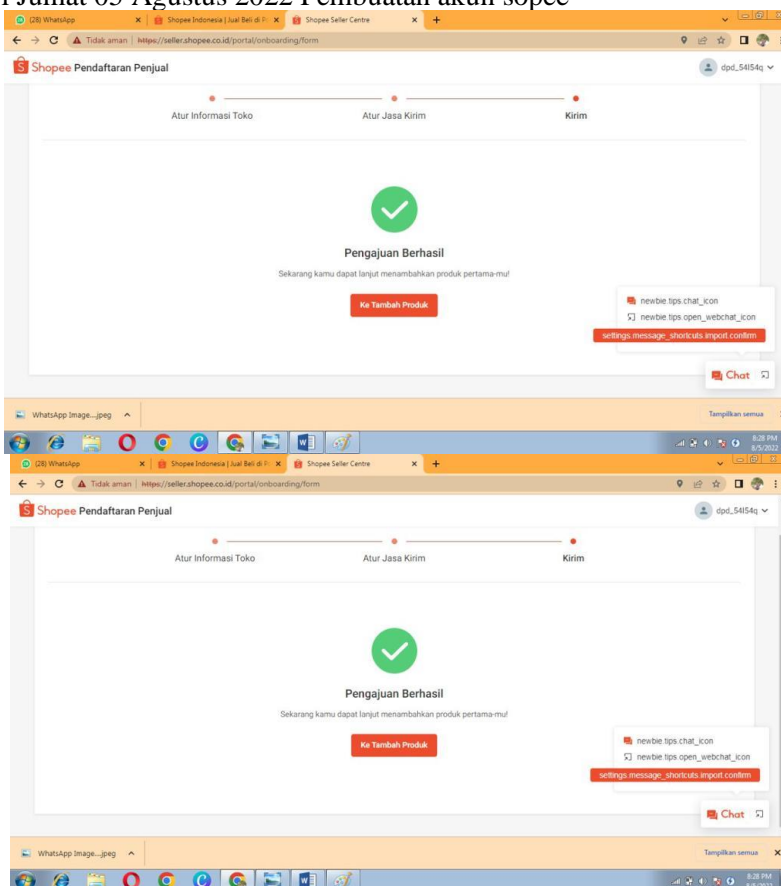 Jumat 05 Agustus 2022 Pembuatan akun sopee
(28) WhatsApp
Shopee Indonesia | Jual Beli di
Shopee Seller Centre
Tidak aman | https://seller.shopee.co.id/portal/onboarding/form
Shopee Pendaftaran Penjual
dpd_54l54q
Atur Informasi Toko
Atur Jasa Kirim
Kirim
Pengajuan Berhasil
Sekarang kamu dapat lanjut menambahkan produk pertama-mu!
Ke Tambah Produk
newbie.tips.chat_icon
newbie.tips.open_webchat_icon
settings.message_shortcuts.import.confirm
Chat
WhatsApp Image....jpeg
Tampilkan semua
8:28 PM
8/5/2022
(28) WhatsApp
Shopee Indonesia | Jual Beli di
Shopee Seller Centre
Tidak aman | https://seller.shopee.co.id/portal/onboarding/form
Shopee Pendaftaran Penjual
dpd_54l54q
Atur Informasi Toko
Atur Jasa Kirim
Kirim
Pengajuan Berhasil
Sekarang kamu dapat lanjut menambahkan produk pertama-mu!
Ke Tambah Produk
newbie.tips.chat_icon
newbie.tips.open_webchat_icon
settings.message_shortcuts.import.confirm
Chat
WhatsApp Image....jpeg
Tampilkan semua
8:28 PM